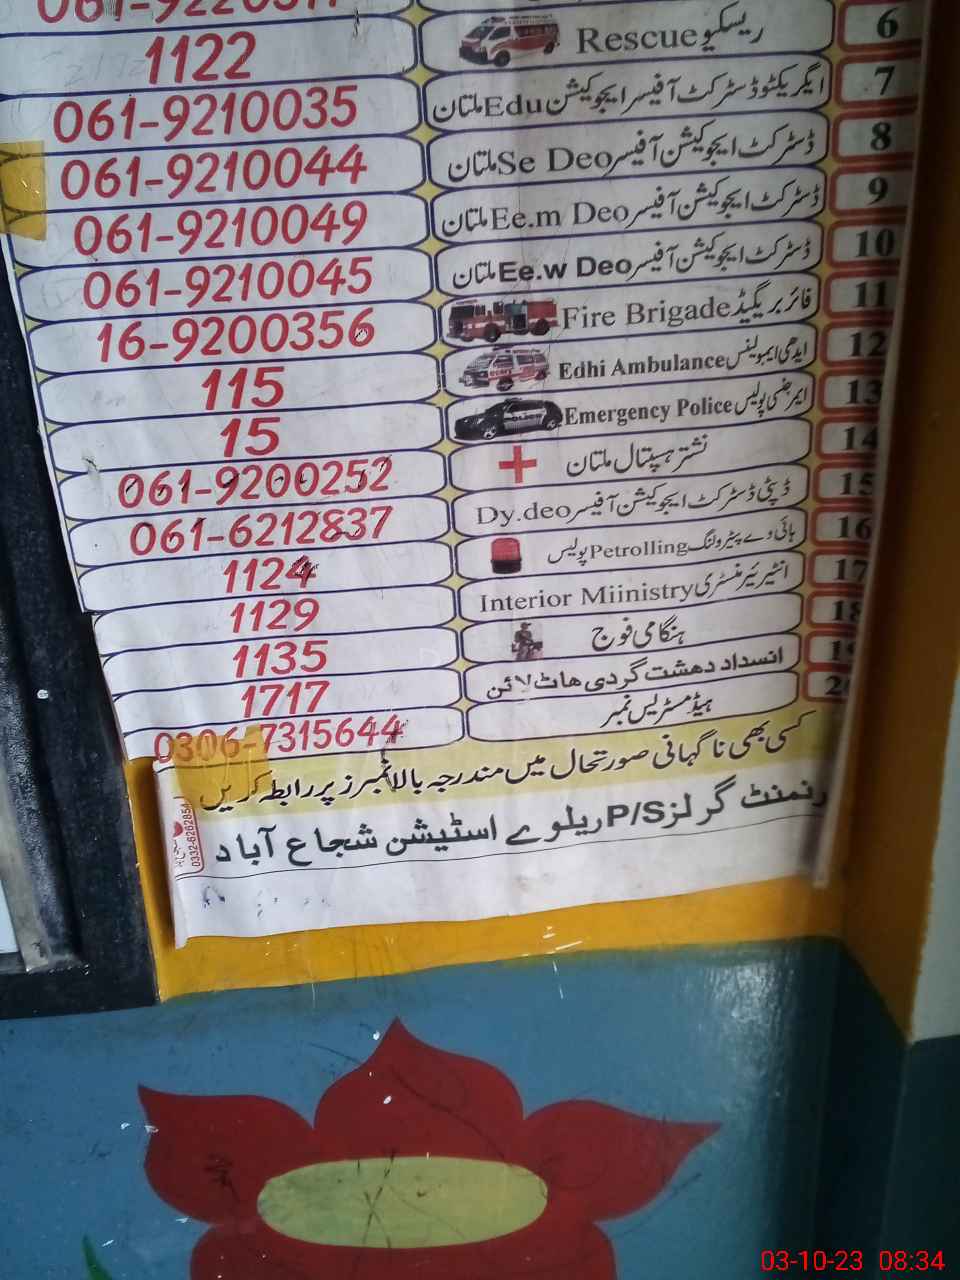 6 ریسکیو Rescue 1122
7 ایگزیکٹو ڈسٹرکٹ آفیسر ایجوکیشن Edu ملتان 061-9210035
8 ڈسٹرکٹ ایجوکیشن آفیسر Se Deo ملتان 061-9210044
9 ڈسٹرکٹ ایجوکیشن آفیسر Ee.m Deo ملتان 061-9210049
10 ڈسٹرکٹ ایجوکیشن آفیسر Ee.w Deo ملتان 061-9210045
11 فائر بریگیڈ Fire Brigade 16-9200356
12 ایدھی ایمبولینس Edhi Ambulance 115
13 ایمرجنسی پولیس Emergency Police 15
14 نشتر ہسپتال ملتان 061-9200252
15 ڈپٹی ڈسٹرکٹ ایجوکیشن آفیسر Dy.deo 061-6212837
16 ہائی وے پیٹرولنگ Petrolling پولیس 1124
17 انٹیریئر منسٹری Interior Miinistry 1129
18 ہنگامی فوج 1135
انسداد دھشت گردی ھاٹ لائن 1717
ہیڈ مسٹریس نمبر 0306-7315644
کسی بھی ناگہانی صورتحال میں مندرجہ بالا نمبرز پر رابطہ کریں
گرلز P/S ریلوے اسٹیشن شجاع آباد
0332-6262854
03-10-23 08:34